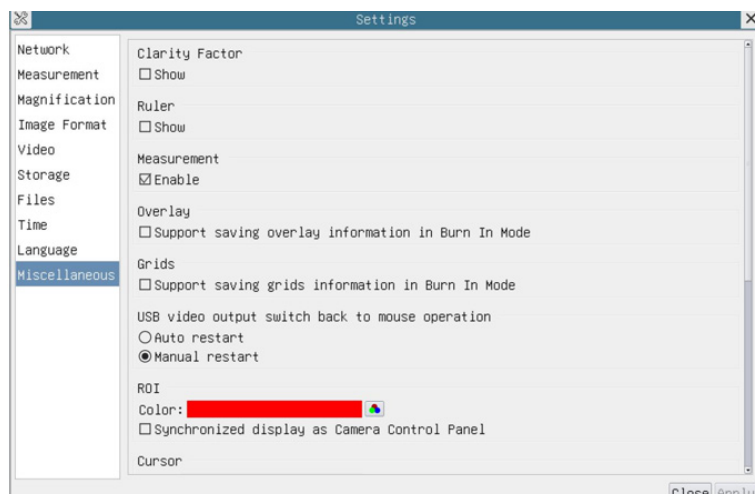 Settings
Network
Measurement
Magnification
Image Format
Video
Storage
Files
Time
Language
Miscellaneous
Clarity Factor
Show
Ruler
Show
Measurement
Enable
Overlay
Support saving overlay information in Burn In Mode
Grids
Support saving grids information in Burn In Mode
USB video output switch back to mouse operation
Auto restart
Manual restart
ROI
Color:
Synchronized display as Camera Control Panel
Cursor
Close Apply